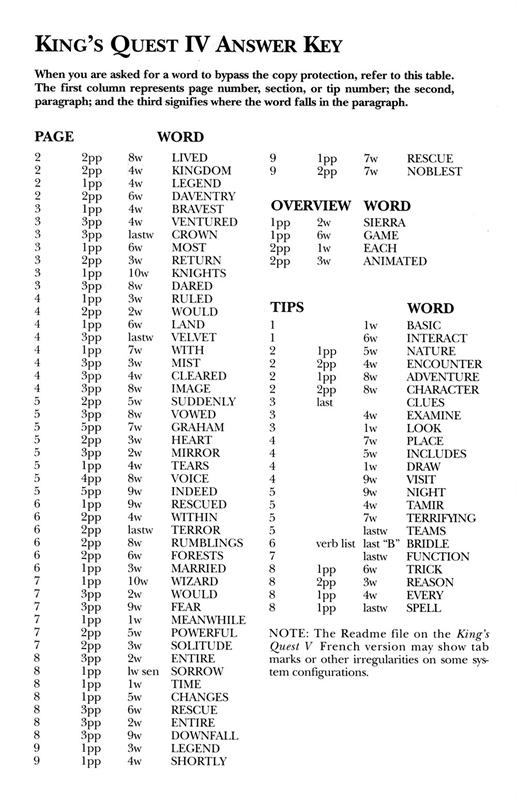 KING'S QUEST IV ANSWER KEY
When you are asked for a word to bypass the copy protection, refer to this table.
The first column represents page number, section, or tip number; the second,
paragraph; and the third signifies where the word falls in the paragraph.
PAGE WORD
2 2pp 8w LIVED
2 2pp 4w KINGDOM
2 1pp 4w LEGEND
2 2pp 6w DAVENTRY
3 1pp 4w BRAVEST
3 3pp 4w VENTURED
3 3pp lastw CROWN
3 1pp 6w MOST
3 2pp 3w RETURN
3 1pp 10w KNIGHTS
3 3pp 8w DARED
4 1pp 3w RULED
4 2pp 2w WOULD
4 1pp 6w LAND
4 3pp lastw VELVET
4 1pp 7w WITH
4 3pp 3w MIST
4 3pp 4w CLEARED
4 3pp 8w IMAGE
5 2pp 5w SUDDENLY
5 3pp 8w VOWED
5 5pp 7w GRAHAM
5 2pp 3w HEART
5 3pp 2w MIRROR
5 1pp 4w TEARS
5 4pp 8w VOICE
5 5pp 9w INDEED
6 1pp 9w RESCUED
6 2pp 4w WITHIN
6 2pp lastw TERROR
6 2pp 8w RUMBLINGS
6 2pp 6w FORESTS
6 1pp 3w MARRIED
7 1pp 10w WIZARD
7 3pp 2w WOULD
7 3pp 9w FEAR
7 1pp 1w MEANWHILE
7 2pp 5w POWERFUL
7 2pp 3w SOLITUDE
8 3pp 2w ENTIRE
8 1pp lw sen SORROW
8 1pp 1w TIME
8 1pp 5w CHANGES
8 3pp 6w RESCUE
8 3pp 2w ENTIRE
8 3pp 9w DOWNFALL
9 1pp 3w LEGEND
9 1pp 4w SHORTLY
9 1pp 7w RESCUE
9 2pp 7w NOBLEST
OVERVIEW WORD
1pp 2w SIERRA
1pp 6w GAME
2pp 1w EACH
2pp 3w ANIMATED
TIPS WORD
1 1w BASIC
1 6w INTERACT
2 1pp 5w NATURE
2 2pp 4w ENCOUNTER
2 1pp 8w ADVENTURE
2 2pp 8w CHARACTER
3 last CLUES
3 4w EXAMINE
3 1w LOOK
4 7w PLACE
4 5w INCLUDES
4 1w DRAW
4 9w VISIT
5 9w NIGHT
5 4w TAMIR
5 7w TERRIFYING
5 lastw TEAMS
6 verb list last "B" BRIDLE
7 lastw FUNCTION
8 1pp 6w TRICK
8 2pp 3w REASON
8 1pp 4w EVERY
8 1pp lastw SPELL
NOTE: The Readme file on the King's
Quest V French version may show tab
marks or other irregularities on some sys-
tem configurations.